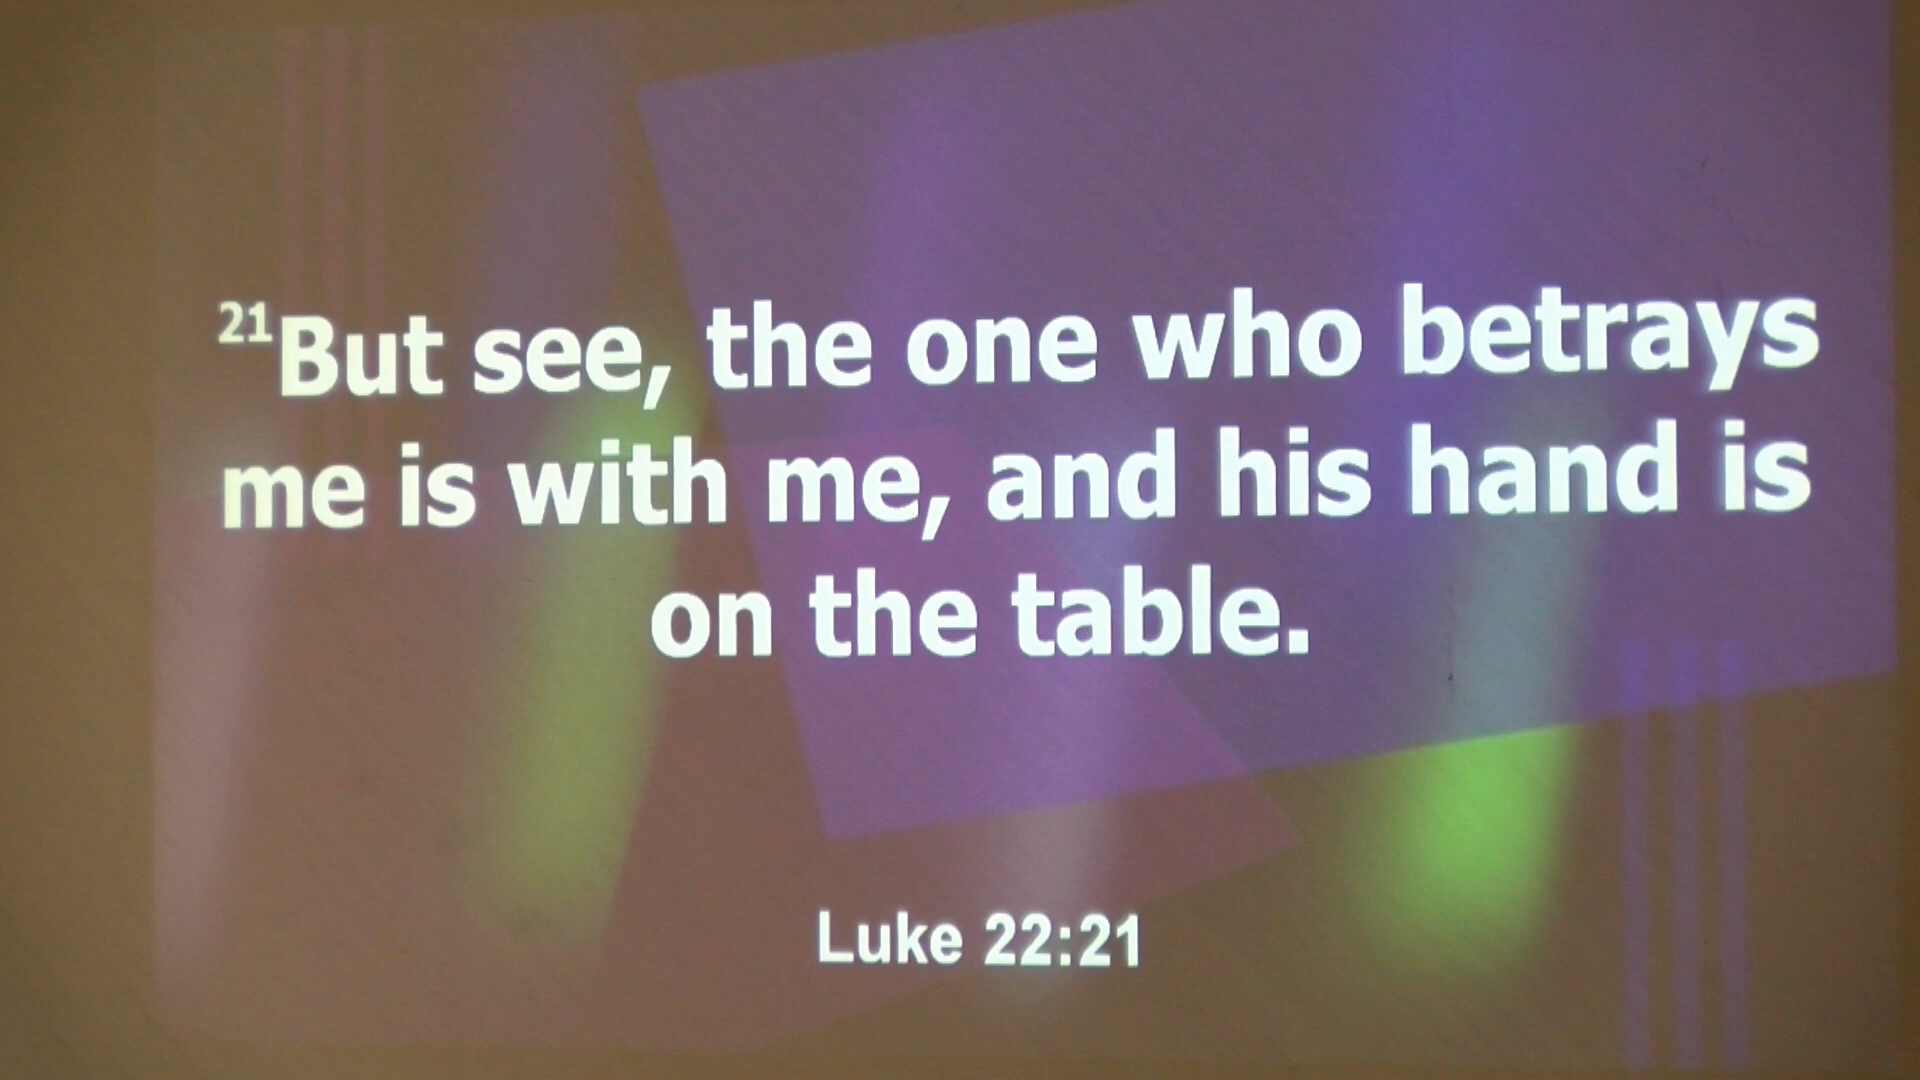 21But see, the one who betrays
me is with me, and his hand is
on the table.
Luke 22:21